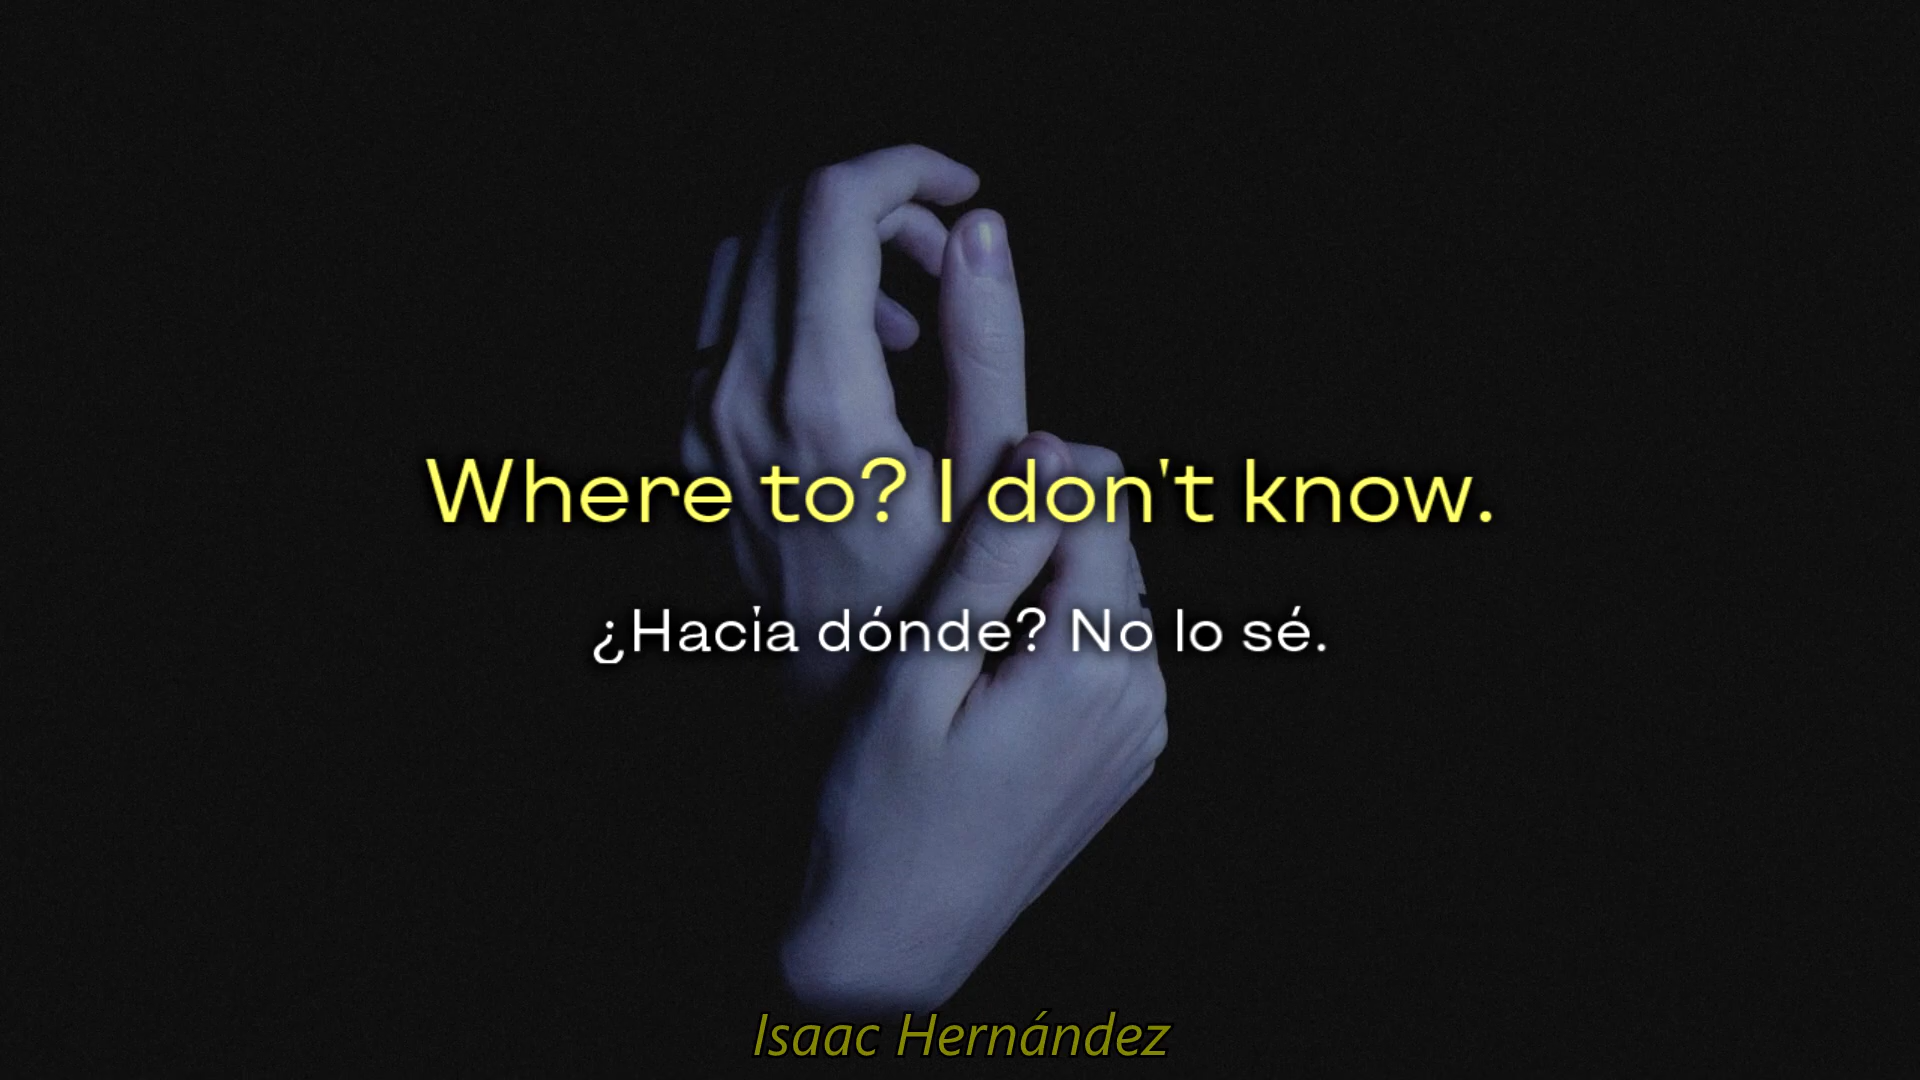 Where to? I don't know.
¿Hacia dónde? No lo sé.
Isaac Hernández